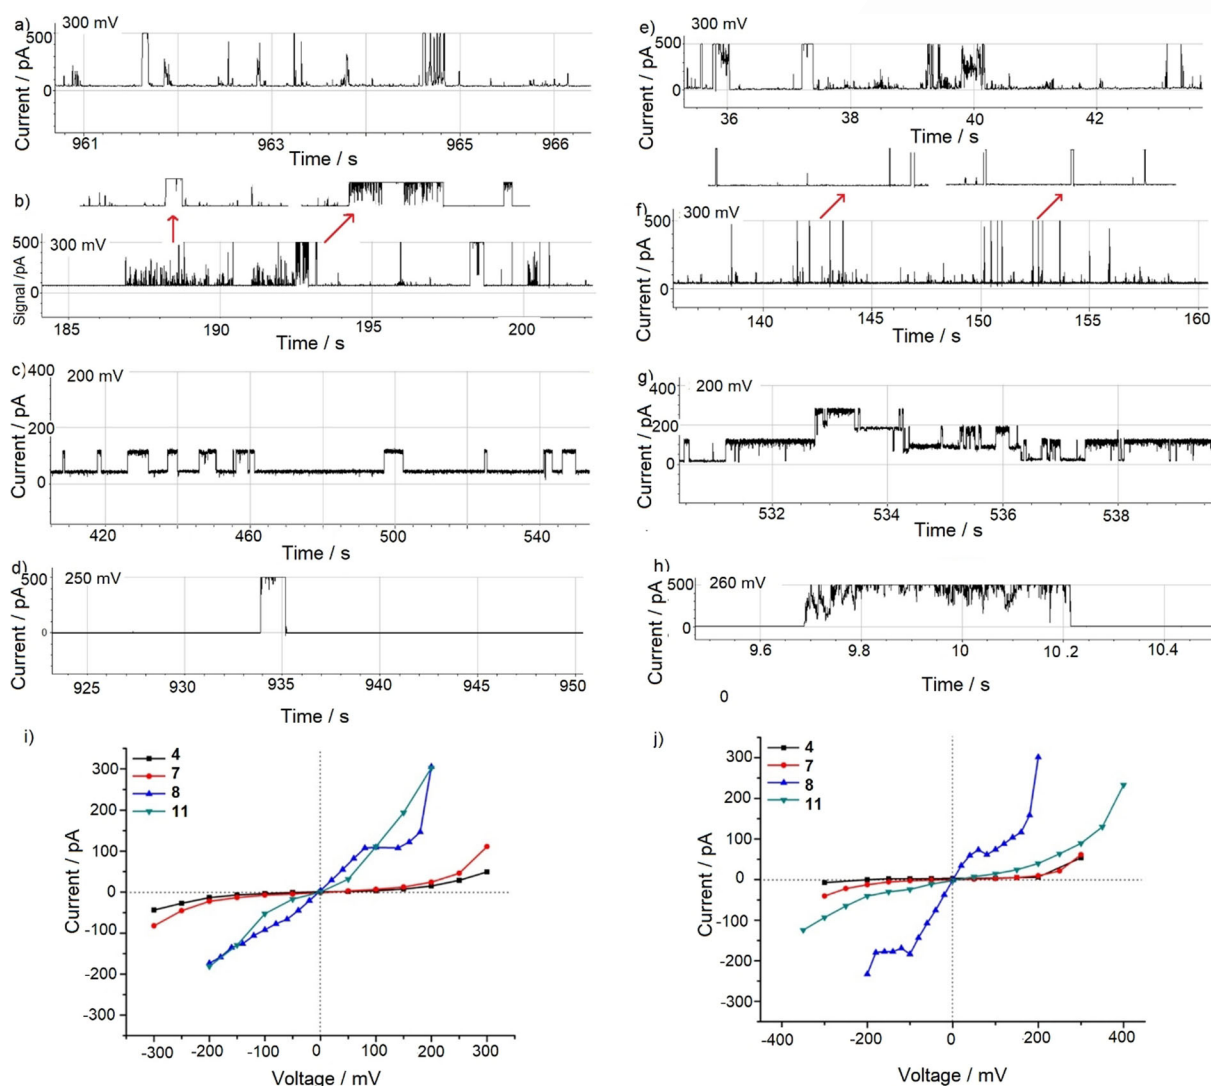 a) 300 mV
500
0
Current / pA
961 963 965 966
Time / s
b)
300 mV
500
0
Signal /pA
185 190 195 200
Time / s
c) 400
200 mV
200
0
Current / pA
420 460 500 540
Time / s
d) 500
250 mV
0
Current / pA
925 930 935 940 945 950
Time / s
e) 300 mV
500
0
Current / pA
36 38 40 42
Time / s
f) 300 mV
500
0
Current / pA
140 145 150 155 160
Time / s
g) 400
200 mV
200
0
Current / pA
532 534 536 538
Time / s
h) 500
260 mV
0
Current / pA
9.6 9.8 10 10 .2 10.4
Time / s
0
i)
4
7
8
11
300
200
100
0
-100
-200
-300
Current / pA
-300 -200 -100 0 100 200 300
Voltage / mV
j)
4
7
8
11
300
200
100
0
-100
-200
-300
Current / pA
-400 -200 0 200 400
Voltage / mV